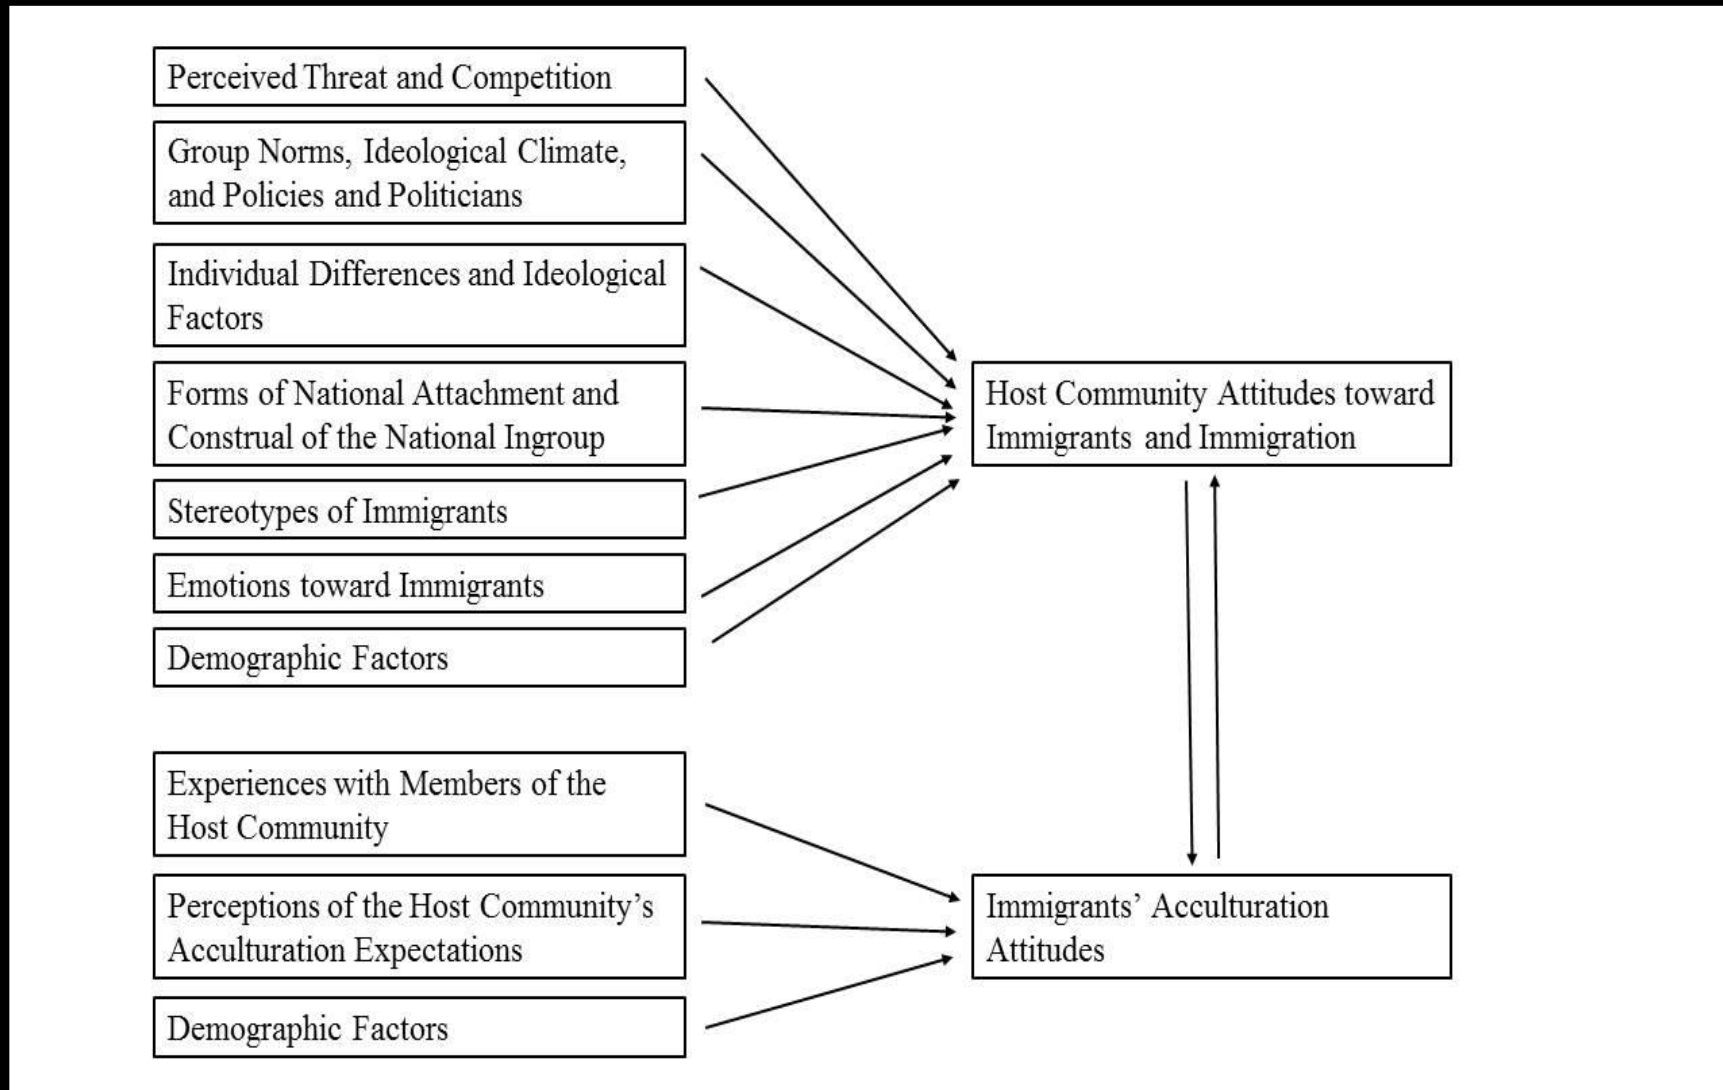 Perceived Threat and Competition
Group Norms, Ideological Climate,
and Policies and Politicians
Individual Differences and Ideological
Factors
Forms of National Attachment and
Construal of the National Ingroup
Stereotypes of Immigrants
Emotions toward Immigrants
Demographic Factors
Host Community Attitudes toward
Immigrants and Immigration
Experiences with Members of the
Host Community
Perceptions of the Host Community’s
Acculturation Expectations
Demographic Factors
Immigrants’ Acculturation
Attitudes